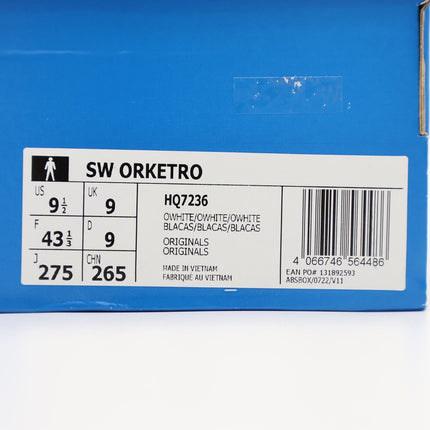 SW ORKETRO
US 9 1/2 UK 9
F 43 1/3 D 9
J 275 CHN 265
HQ7236
OWHITE/OWHITE/OWHITE
BLACAS/BLACAS/BLACAS
ORIGINALS
ORIGINALS
MADE IN VIETNAM
FABRIQUE AU VIETNAM
4 066746 564486
EAN PO# 131892593
ABSBOX/0722/V11